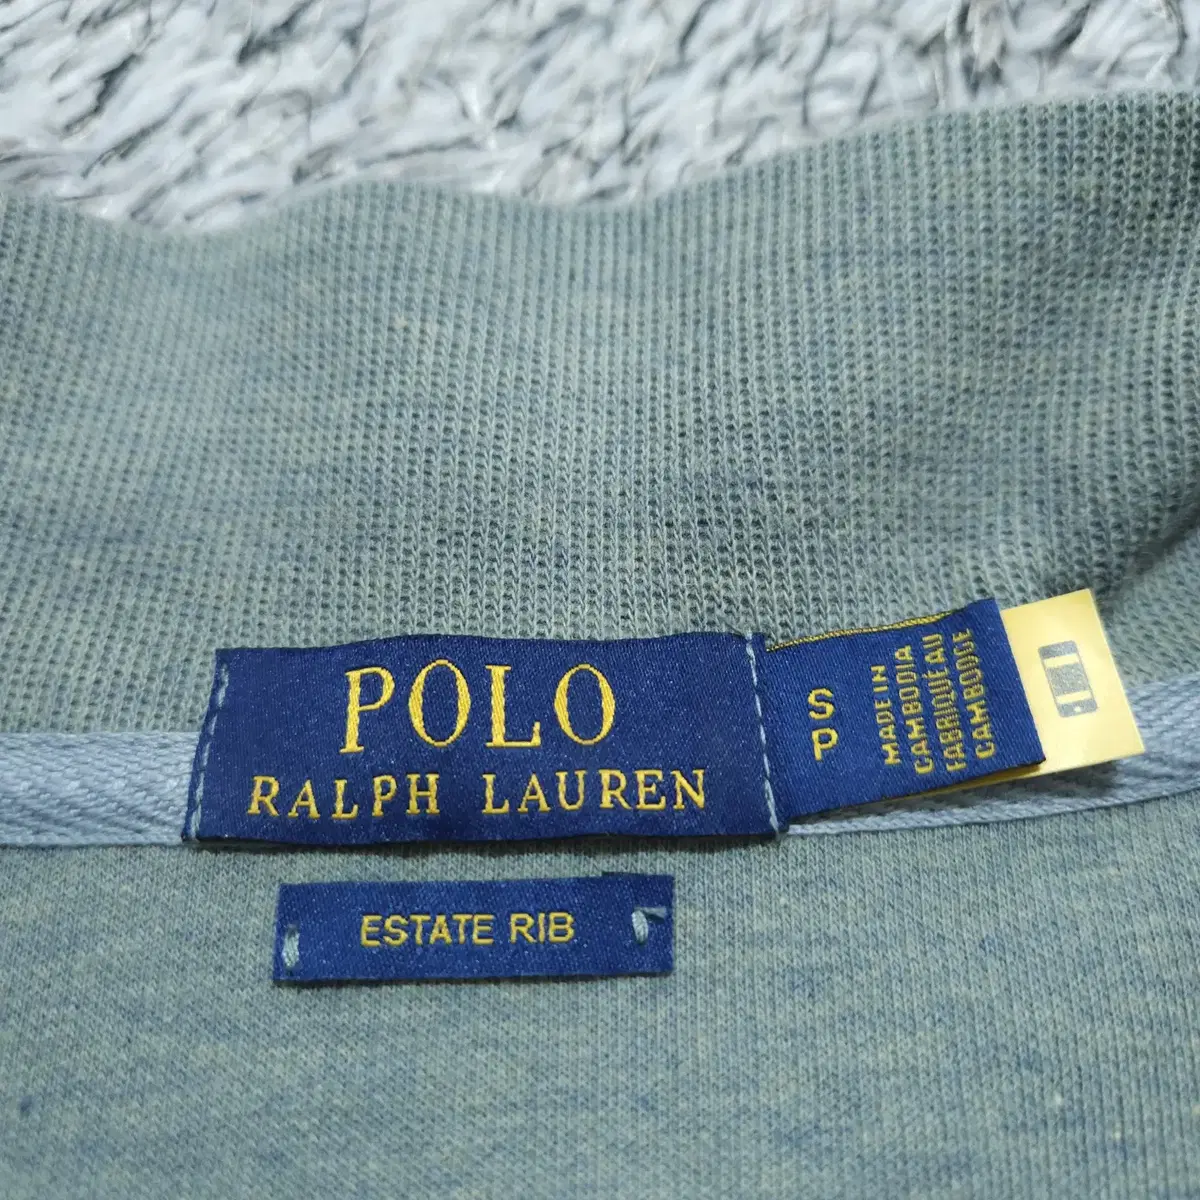 POLO
RALPH LAUREN
S
P
MADE IN
CAMBODIA
FABRIQUÉ AU
CAMBODGE
ESTATE RIB